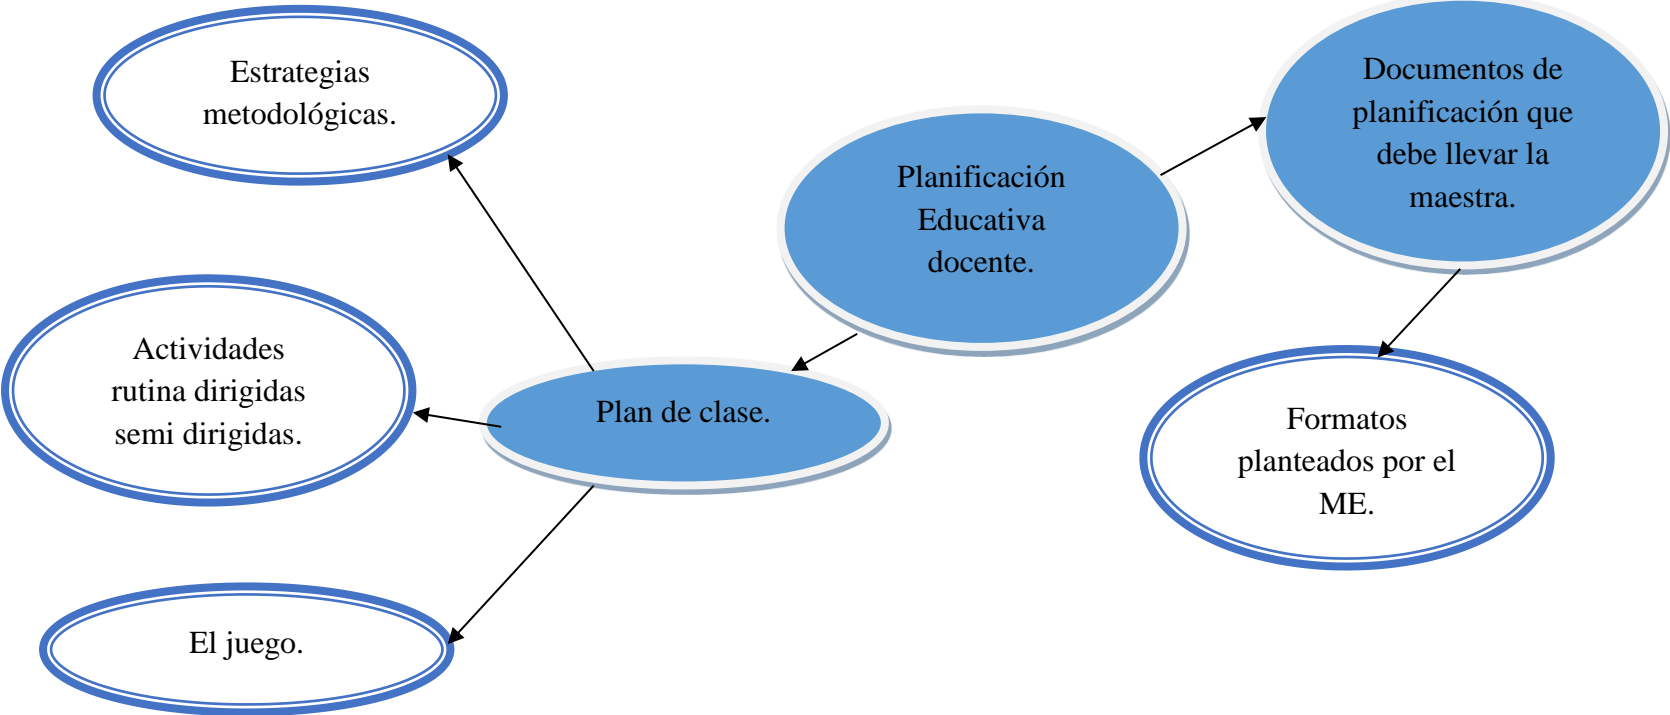 Estrategias
metodológicas.
Documentos de
planificación que
debe llevar la
maestra.
Planificación
Educativa
docente.
Actividades
rutina dirigidas
semi dirigidas.
Plan de clase.
Formatos
planteados por el
ME.
El juego.